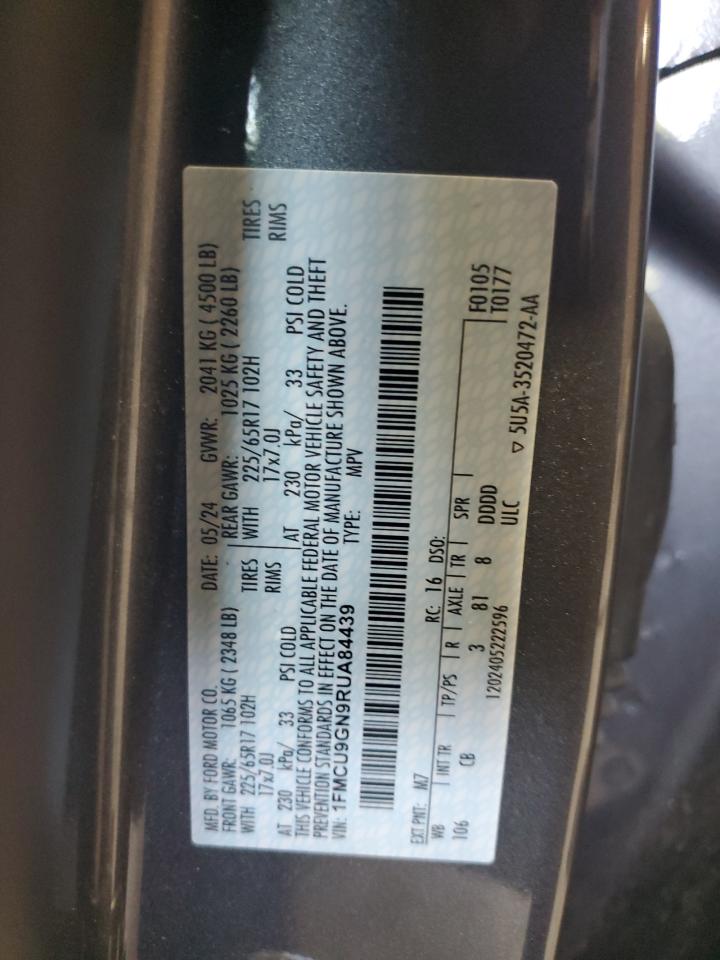 MFD. BY FORD MOTOR CO. DATE: 05/24 GVWR: 2041 KG ( 4500 LB)
FRONT GAWR: 1065 KG ( 2348 LB) REAR GAWR: 1025 KG ( 2260 LB)
WITH 225/65R17 102H TIRES WITH 225/65R17 102H TIRES
17x7.0J RIMS 17x7.0J RIMS
AT 230 kPa/ 33 PSI COLD AT 230 kPa/ 33 PSI COLD
THIS VEHICLE CONFORMS TO ALL APPLICABLE FEDERAL MOTOR VEHICLE SAFETY AND THEFT
PREVENTION STANDARDS IN EFFECT ON THE DATE OF MANUFACTURE SHOWN ABOVE.
VIN: 1FMCU9GN9RUA84439 TYPE: MPV
EXT PNT: M7 RC: 16 DSO: F0105
WB INT TR TP/PS R AXLE TR SPR T0177
106 CB 3 81 8 DDDD
1202405222596 ULC ▽ 5U5A-3520472-AA